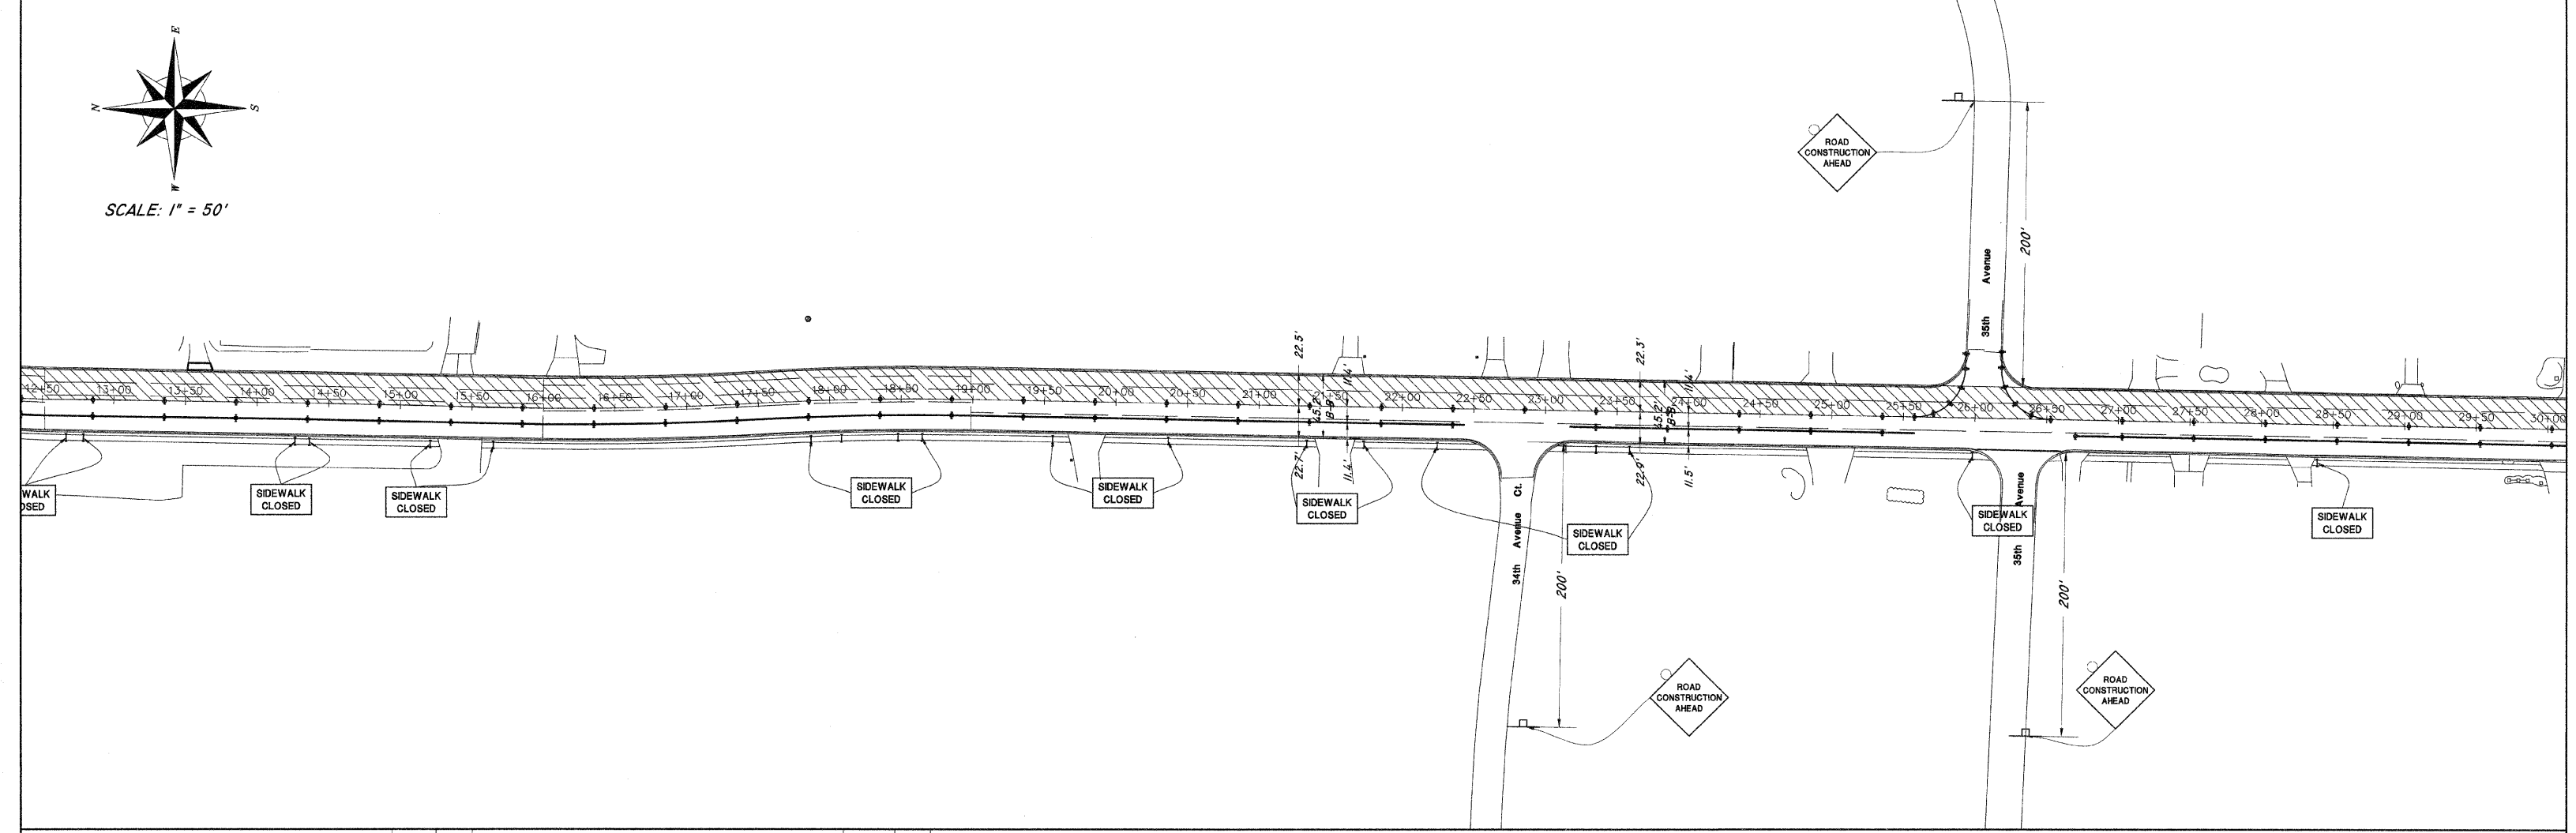 E
N
S
W
SCALE: 1" = 50'
ROAD
CONSTRUCTION
AHEAD
200'
35th Avenue
22.5'
11.4'
22.3'
11.4'
12+50
13+00
13+50
14+00
14+50
15+00
15+50
16+00
16+50
17+00
17+50
18+00
18+50
19+00
19+50
20+00
20+50
21+00
21+50
22+00
22+50
23+00
23+50
24+00
24+50
25+00
25+50
26+00
26+50
27+00
27+50
28+00
28+50
29+00
29+50
30+00
B-B
45.2'
B-B
22.7'
11.4'
22.9'
11.5'
WALK
OSED
SIDEWALK
CLOSED
SIDEWALK
CLOSED
SIDEWALK
CLOSED
SIDEWALK
CLOSED
SIDEWALK
CLOSED
SIDEWALK
CLOSED
SIDEWALK
CLOSED
SIDEWALK
CLOSED
34th Avenue Ct.
200'
35th Avenue
200'
ROAD
CONSTRUCTION
AHEAD
ROAD
CONSTRUCTION
AHEAD